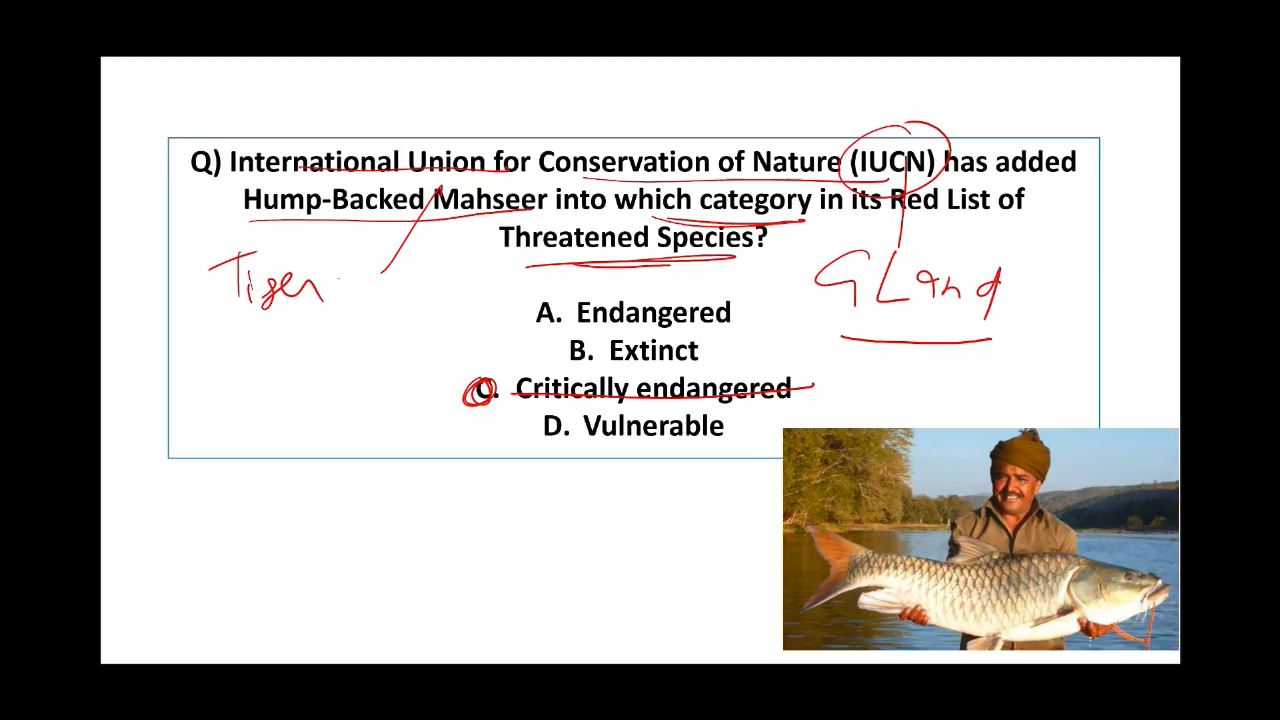 Q) International Union for Conservation of Nature (IUCN) has added
Hump-Backed Mahseer into which category in its Red List of
Threatened Species?
Tiger
GLand
A. Endangered
B. Extinct
C. Critically endangered
D. Vulnerable